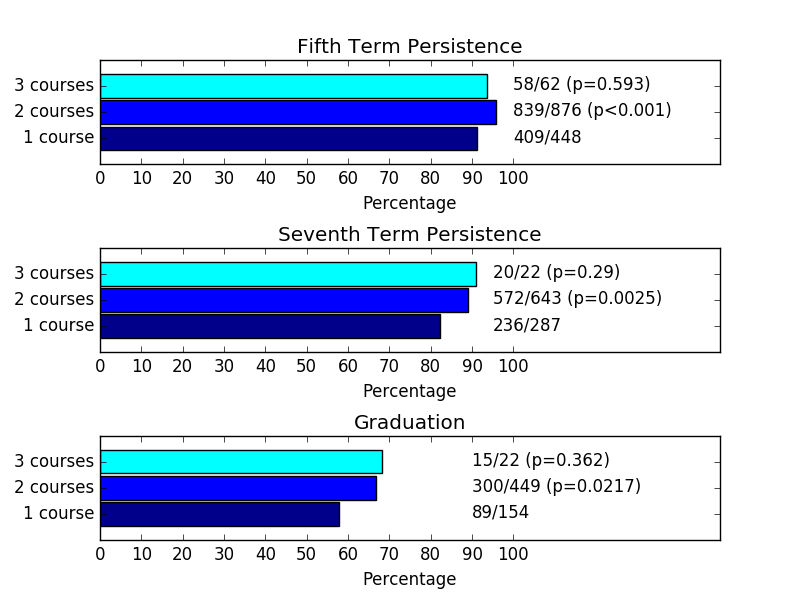 Fifth Term Persistence
3 courses 58/62 (p=0.593)
2 courses 839/876 (p<0.001)
1 course 409/448
0 10 20 30 40 50 60 70 80 90 100
Percentage
Seventh Term Persistence
3 courses 20/22 (p=0.29)
2 courses 572/643 (p=0.0025)
1 course 236/287
0 10 20 30 40 50 60 70 80 90 100
Percentage
Graduation
3 courses 15/22 (p=0.362)
2 courses 300/449 (p=0.0217)
1 course 89/154
0 10 20 30 40 50 60 70 80 90 100
Percentage